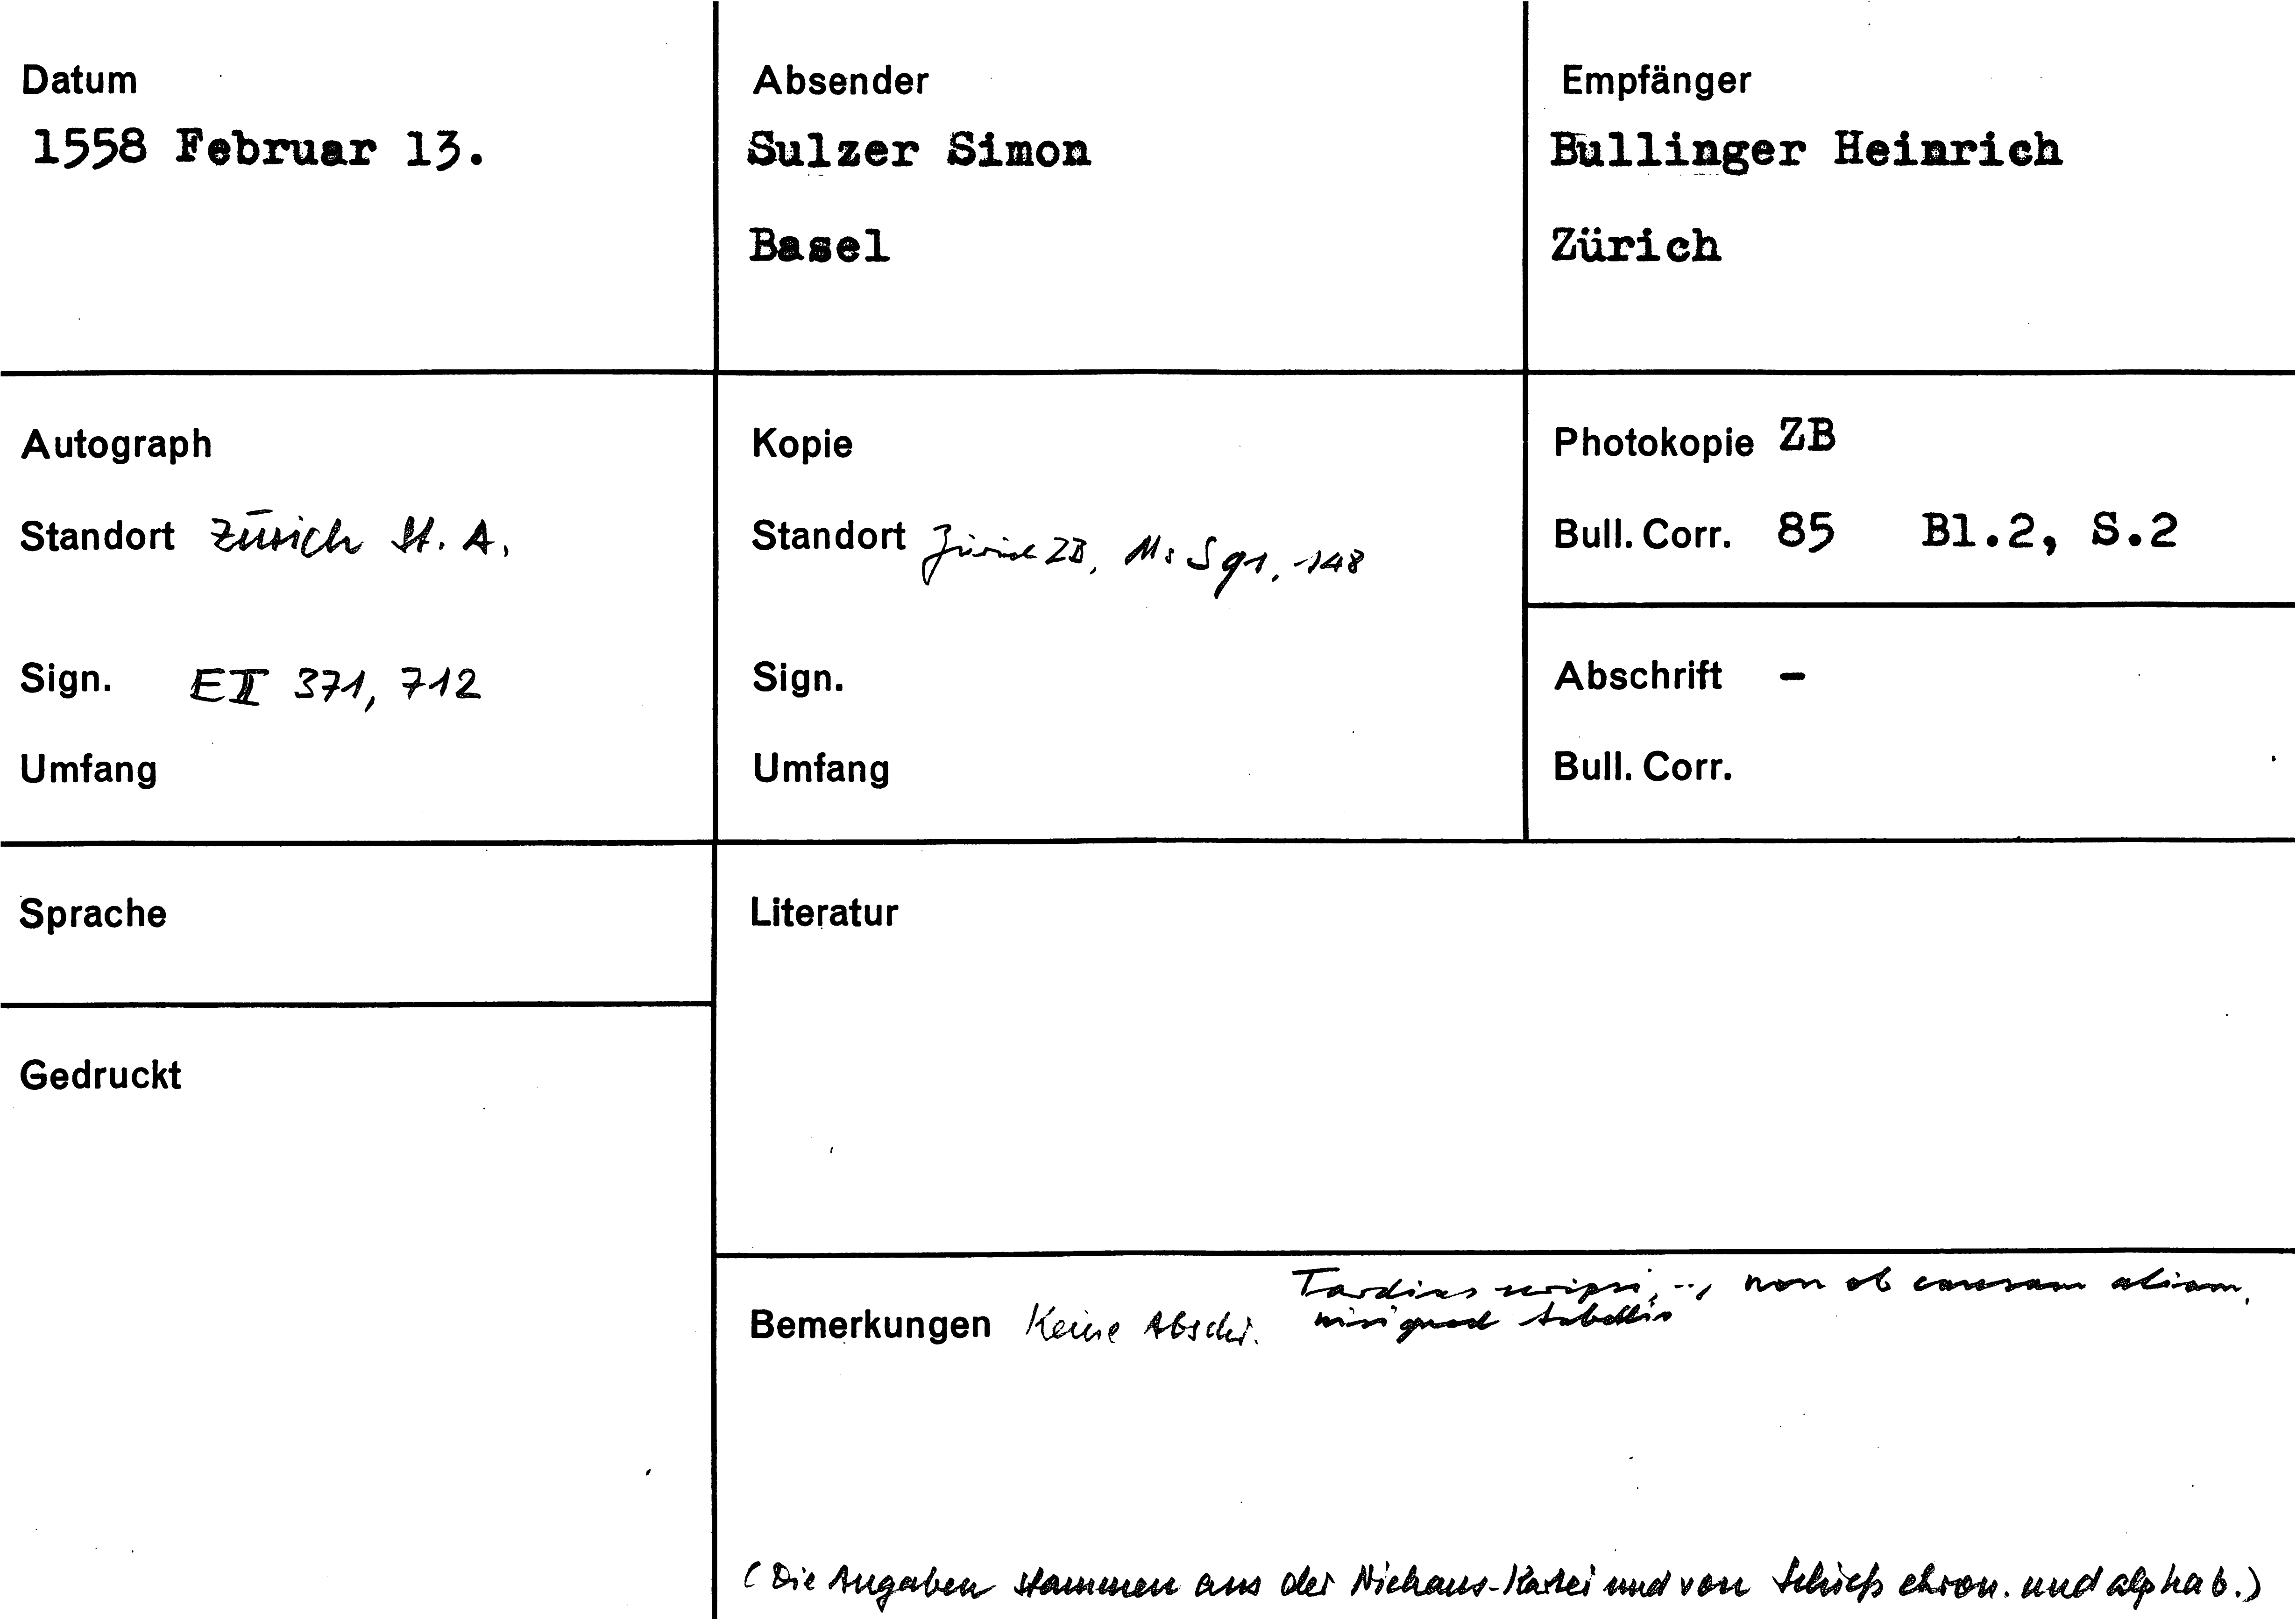 Datum
1558 Februar 13.
Absender
Sulzer Simon
Basel
Empfänger
Bullinger Heinrich
Zürich
Autograph
Standort Zürich St. A.
Sign. E II 371, 712
Umfang
Kopie
Standort Zürich ZB, Ms S 91, 148
Sign.
Umfang
Photokopie ZB
Bull. Corr. 85 Bl.2, S.2
Abschrift -
Bull. Corr.
Sprache
Literatur
Gedruckt
Tardius scripsi, .., non ob causam aliam,
Bemerkungen Keine Abschr. nisi quod
(Die Angaben stammen aus der Niehaus-Kartei und von Schieß chron. und alphab.)